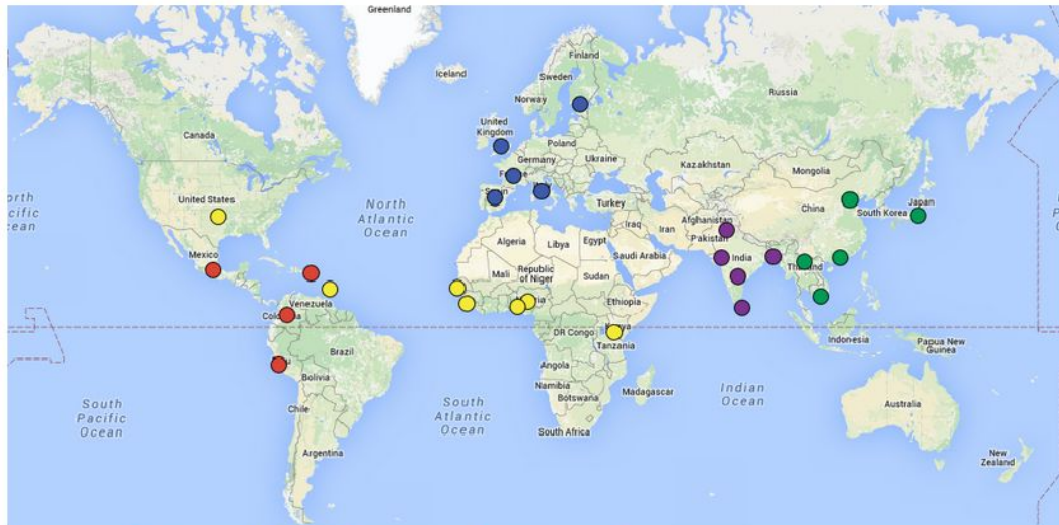 Greenland
Iceland
Finland
Sweden
Norway
Russia
Canada
United
Kingdom
Poland
Germany
Ukraine
Kazakhstan
Mongolia
United States
North
Atlantic
Ocean
Turkey
China
South Korea
Japan
Afghanistan
Iraq
Iran
Pakistan
Algeria
Libya
Egypt
Saudi Arabia
India
Mexico
Mali
Republic
of Niger
Sudan
Venezuela
Ethiopia
DR Congo
Tanzania
Indonesia
Papua New
Guinea
Brazil
Bolivia
Angola
Namibia
Botswana
Madagascar
Indian
Ocean
Australia
South
Pacific
Ocean
Chile
South
Atlantic
Ocean
South Africa
Argentina
New
Zealand